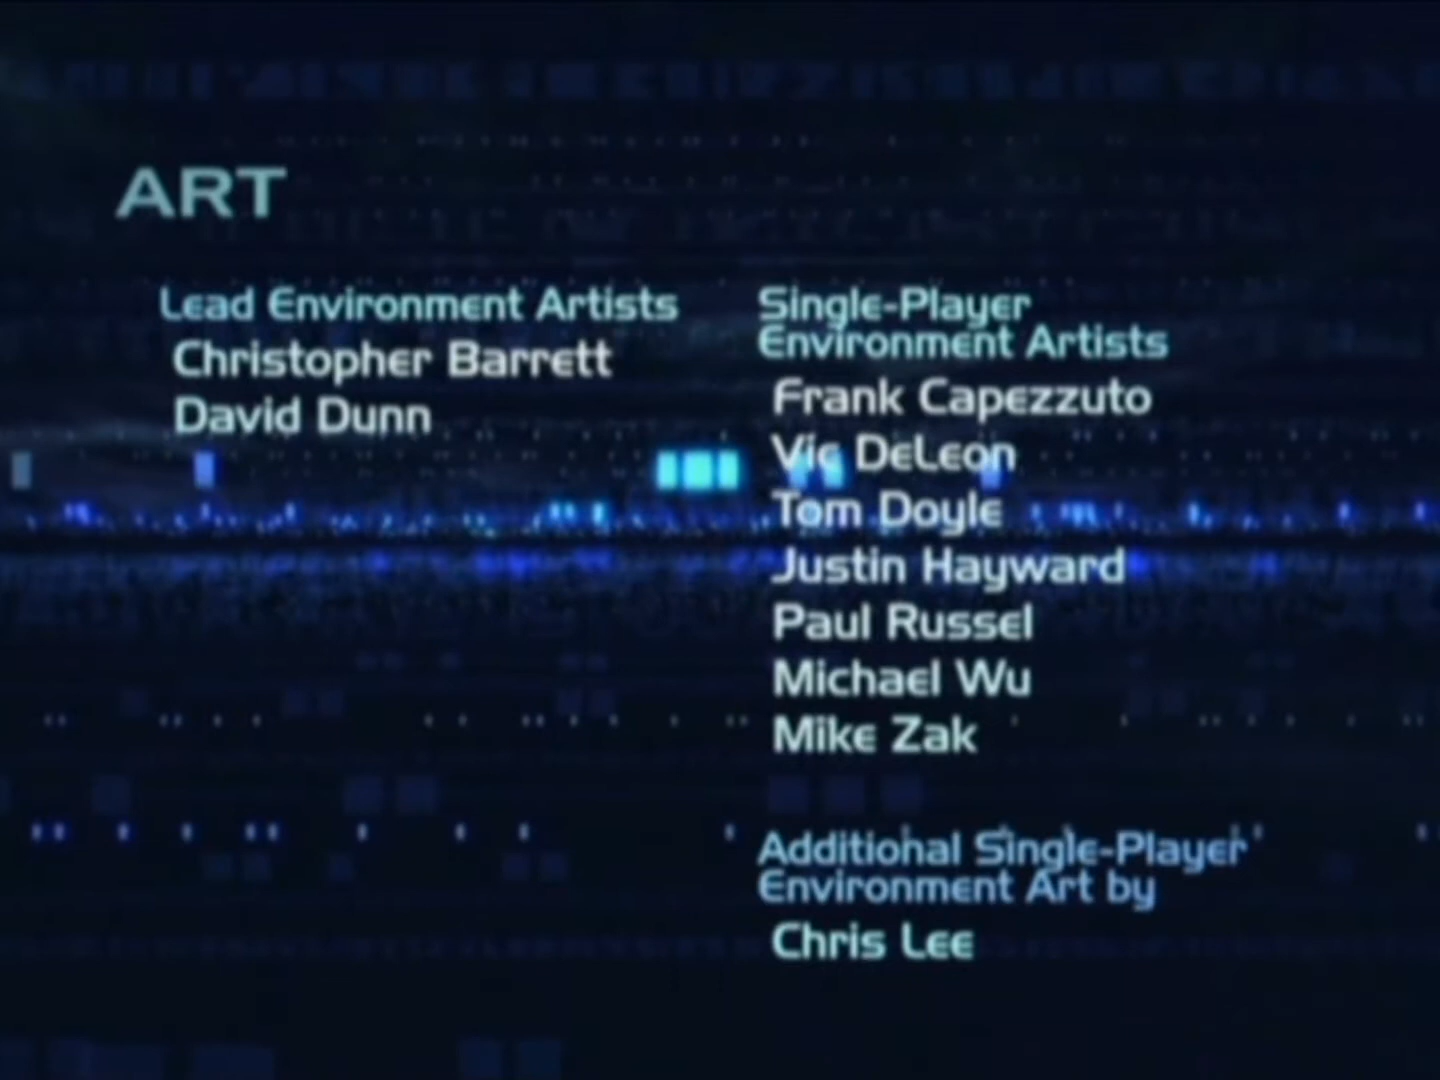 ART
Lead Environment Artists
Christopher Barrett
David Dunn
Single-Player
Environment Artists
Frank Capezzuto
Vic DeLeon
Tom Doyle
Justin Hayward
Paul Russel
Michael Wu
Mike Zak
Additional Single-Player
Environment Art by
Chris Lee